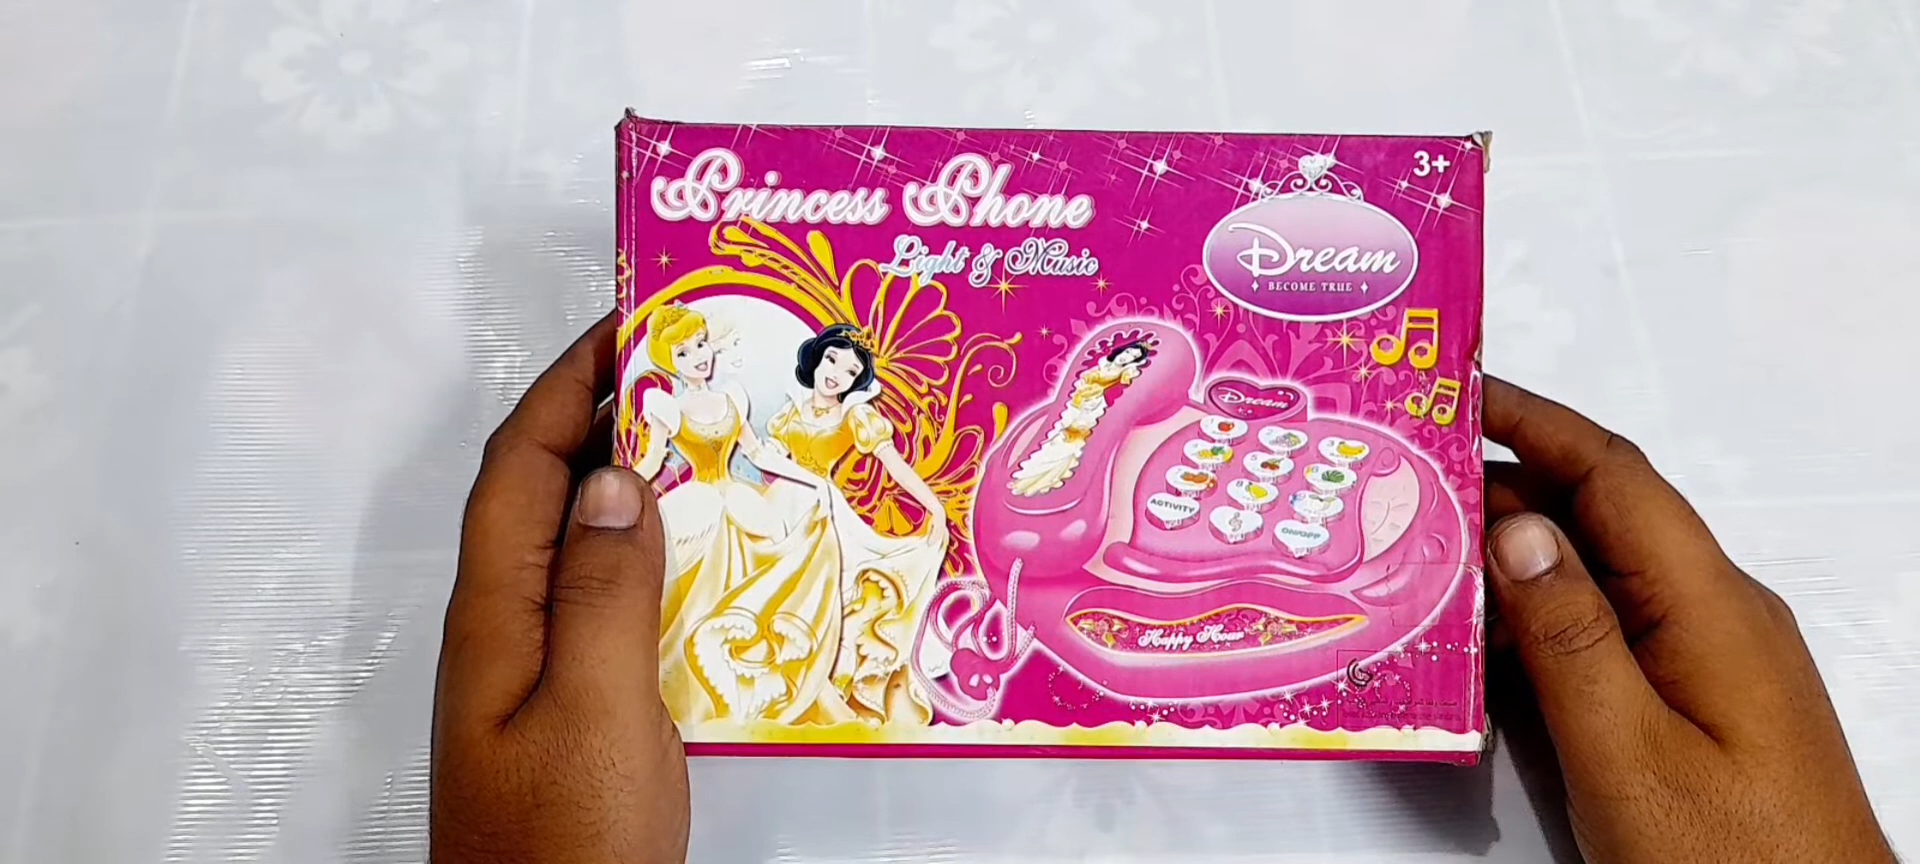 Princess Phone
Light & Music
3+
Dream
BECOME TRUE
Dream
ACTIVITY
ON/OFF
Happy Hour